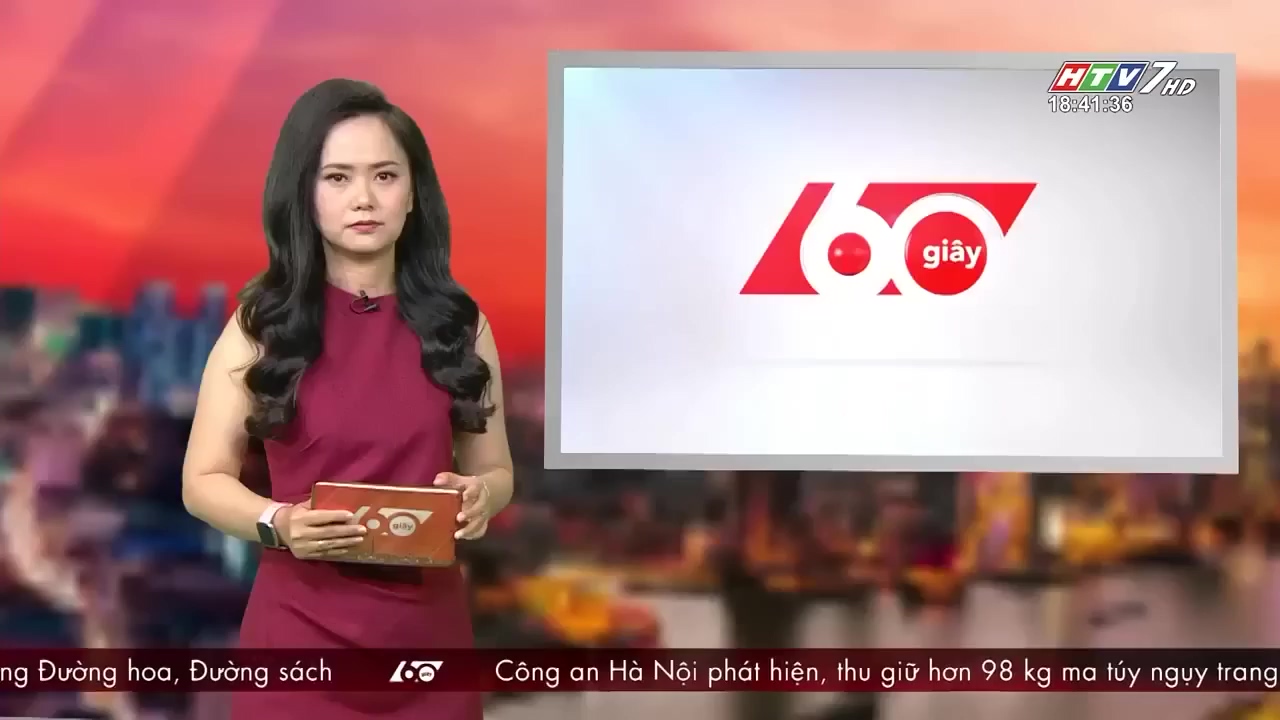 HTV7 HD
18:41:36
60 giây
60 giây
ng Đường hoa, Đường sách 60 giây Công an Hà Nội phát hiện, thu giữ hơn 98 kg ma túy ngụy trang